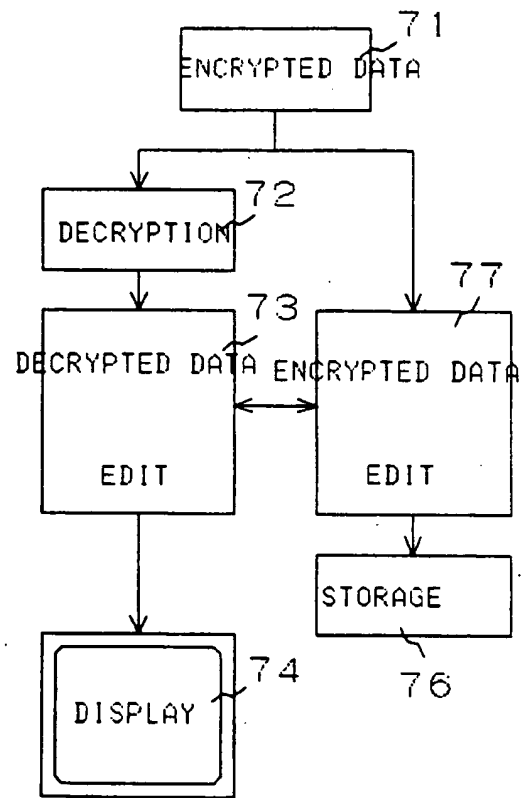 71
ENCRYPTED DATA
72
DECRYPTION
73
DECRYPTED DATA
EDIT
77
ENCRYPTED DATA
EDIT
STORAGE
76
74
DISPLAY